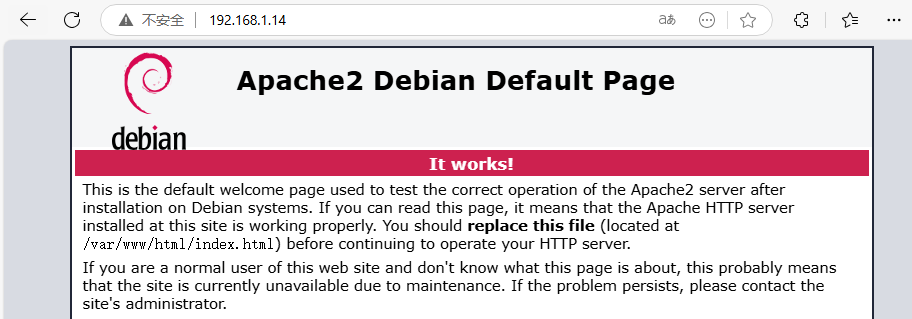 不安全 192.168.1.14 aあ
Apache2 Debian Default Page
debian
It works!
This is the default welcome page used to test the correct operation of the Apache2 server after
installation on Debian systems. If you can read this page, it means that the Apache HTTP server
installed at this site is working properly. You should replace this file (located at
/var/www/html/index.html) before continuing to operate your HTTP server.
If you are a normal user of this web site and don't know what this page is about, this probably means
that the site is currently unavailable due to maintenance. If the problem persists, please contact the
site's administrator.